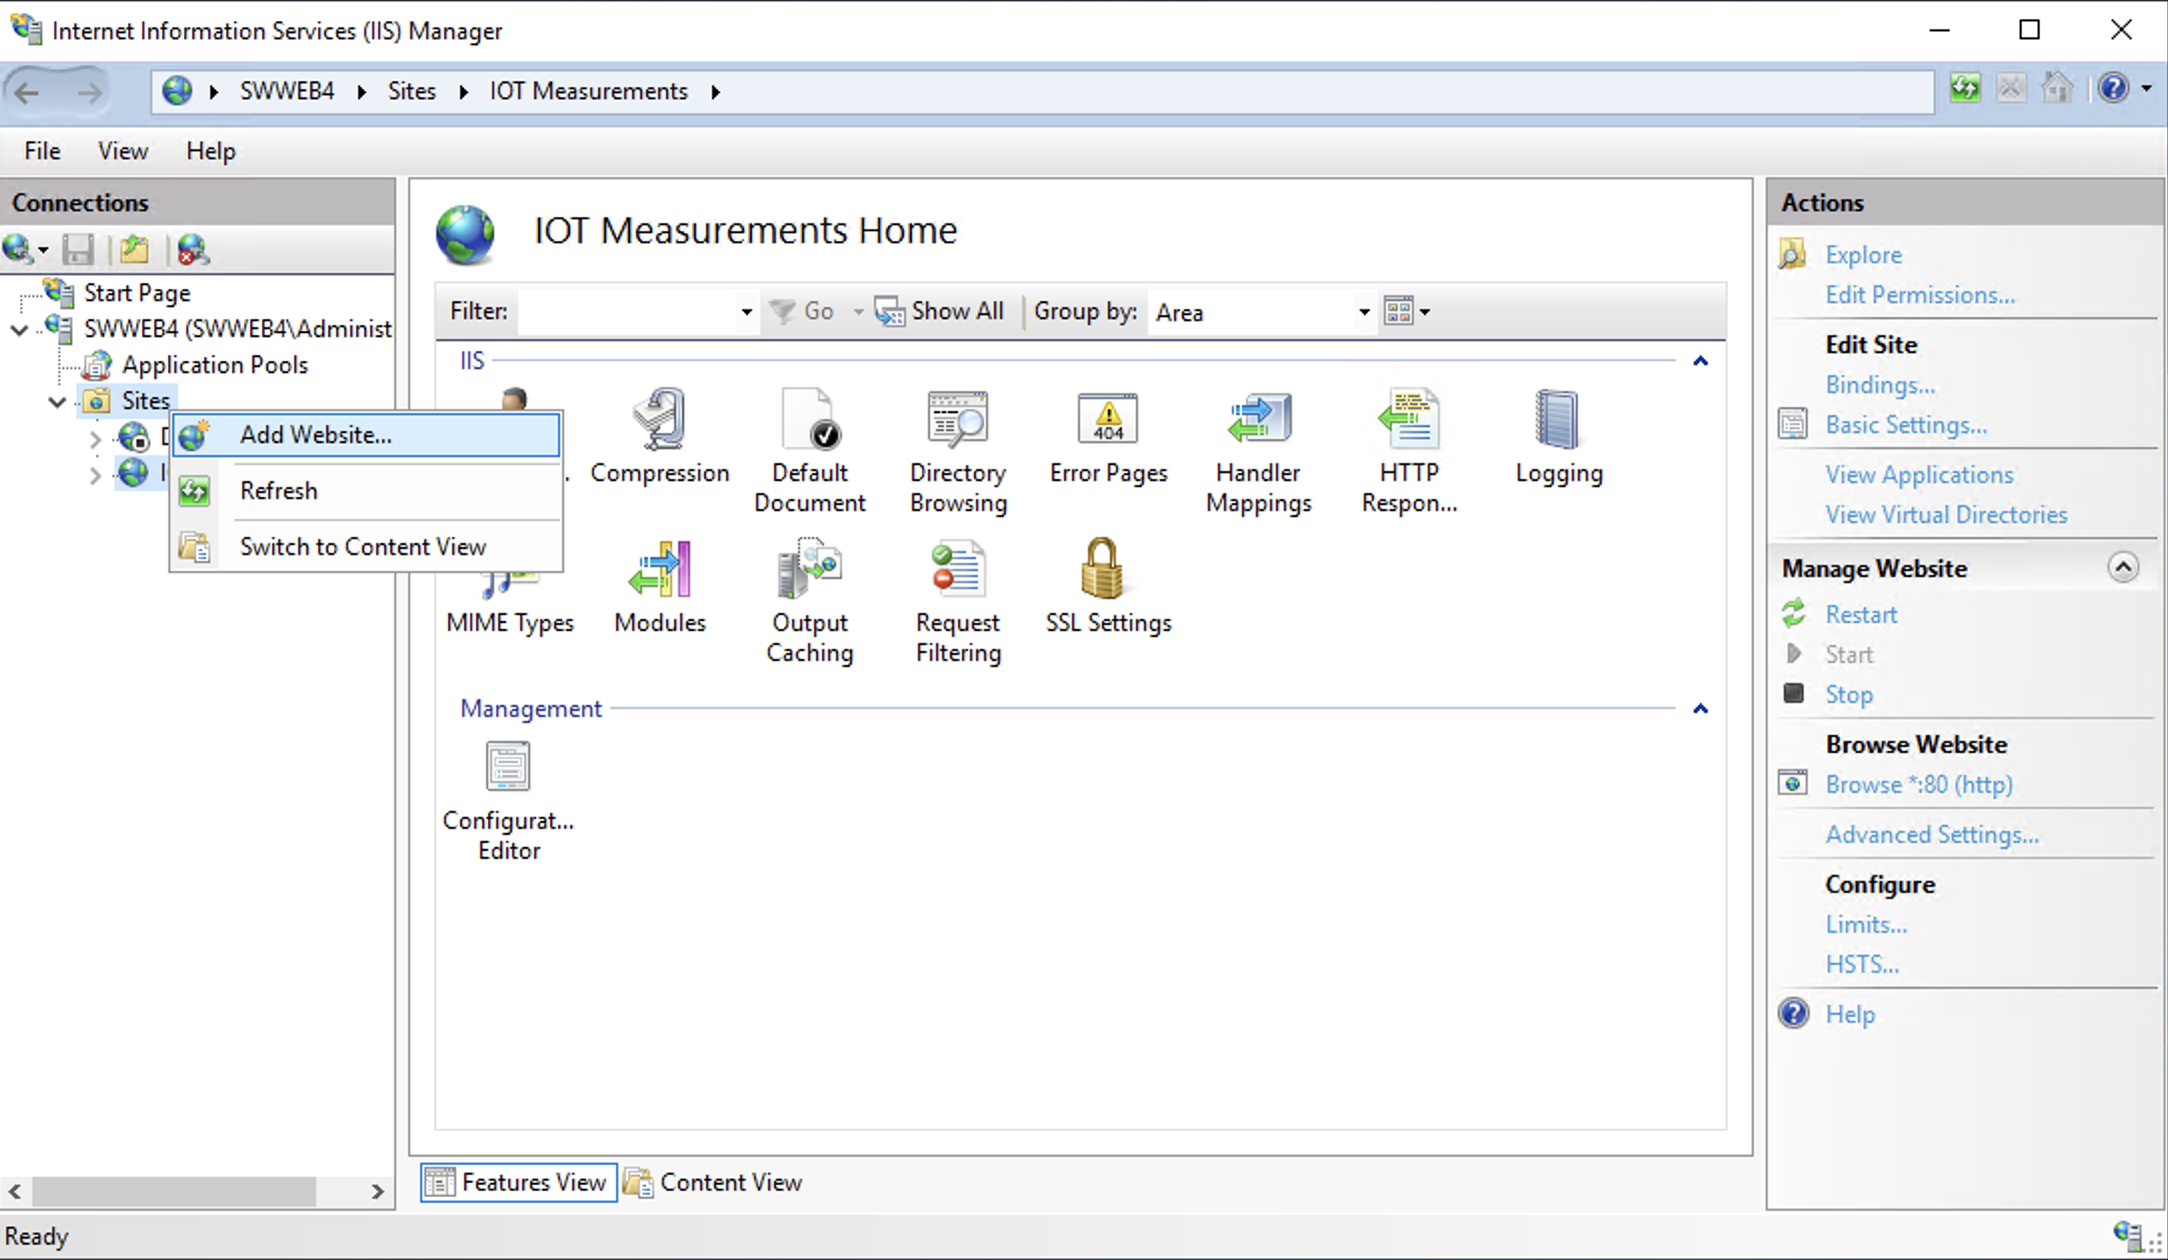 Internet Information Services (IIS) Manager
SWWEB4 Sites IOT Measurements
File View Help
Connections
Start Page
SWWEB4 (SWWEB4\Administ
Application Pools
Sites
Add Website...
Refresh
Switch to Content View
IOT Measurements Home
Filter: Go Show All Group by: Area
IIS
Compression
Default Document
Directory Browsing
Error Pages
404
Handler Mappings
HTTP Respon...
Logging
MIME Types
Modules
Output Caching
Request Filtering
SSL Settings
Management
Configurat... Editor
Features View Content View
Actions
Explore
Edit Permissions...
Edit Site
Bindings...
Basic Settings...
View Applications
View Virtual Directories
Manage Website
Restart
Start
Stop
Browse Website
Browse *:80 (http)
Advanced Settings...
Configure
Limits...
HSTS...
Help
Ready